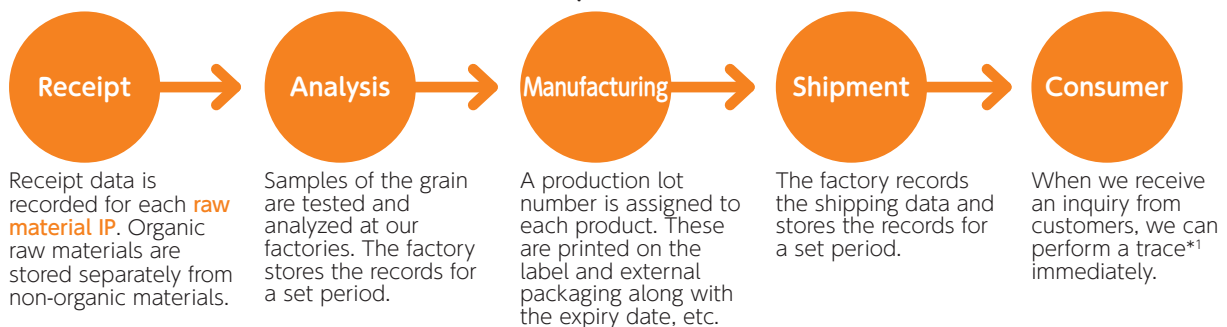 Receipt
Analysis
Manufacturing
Shipment
Consumer
Receipt data is
recorded for each raw
material IP. Organic
raw materials are
stored separately from
non-organic materials.
Samples of the grain
are tested and
analyzed at our
factories. The factory
stores the records for
a set period.
A production lot
number is assigned to
each product. These
are printed on the
label and external
packaging along with
the expiry date, etc.
The factory records
the shipping data and
stores the records for
a set period.
When we receive
an inquiry from
customers, we can
perform a trace*1
immediately.